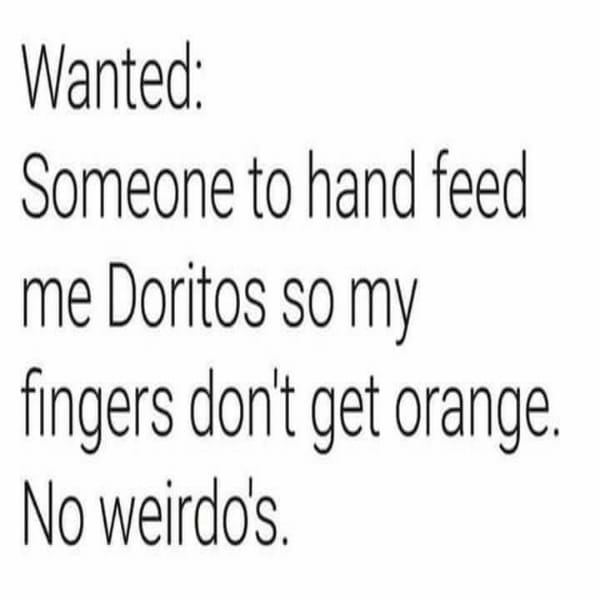 Wanted:
Someone to hand feed
me Doritos so my
fingers don't get orange.
No weirdo's.